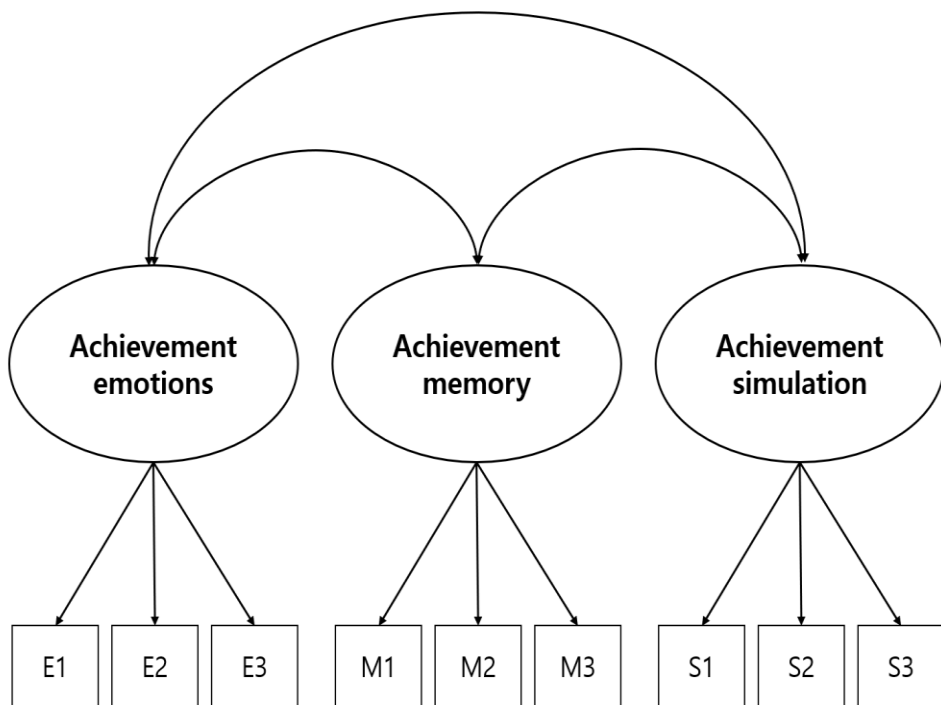 Achievement
emotions
Achievement
memory
Achievement
simulation
E1
E2
E3
M1
M2
M3
S1
S2
S3